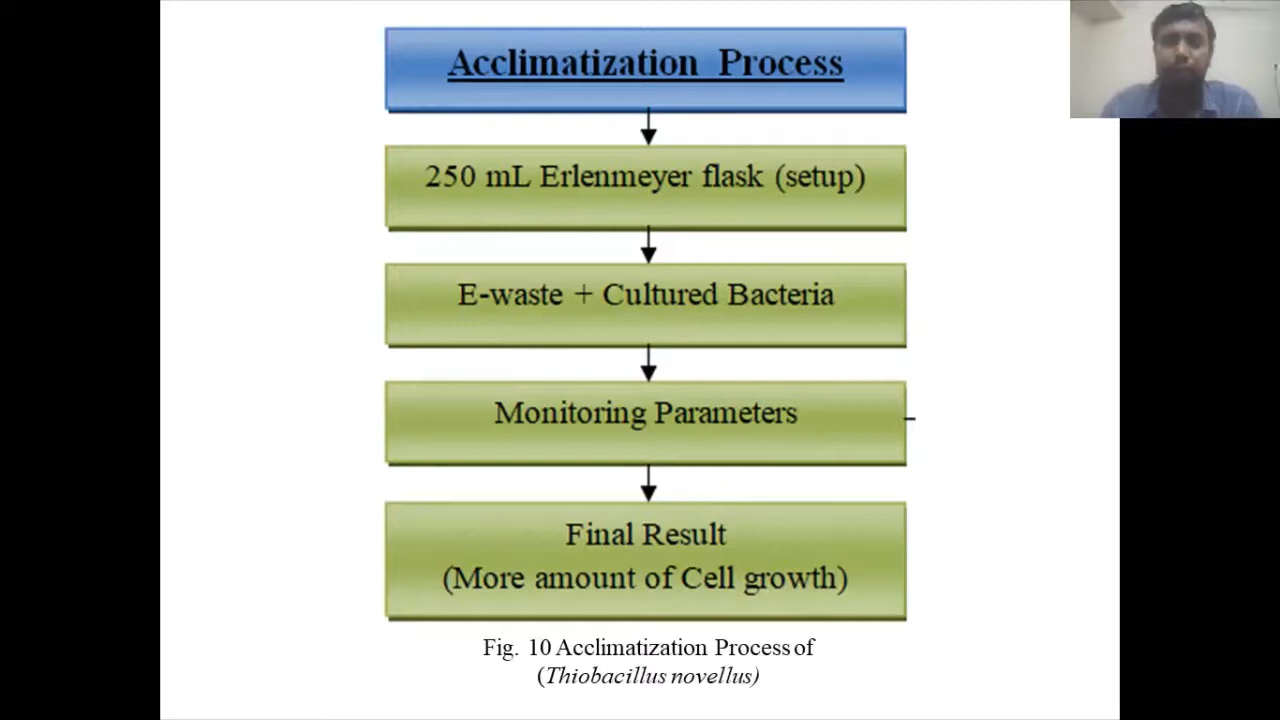 Acclimatization Process
250 mL Erlenmeyer flask (setup)
E-waste + Cultured Bacteria
Monitoring Parameters
Final Result
(More amount of Cell growth)
Fig. 10 Acclimatization Process of
(Thiobacillus novellus)